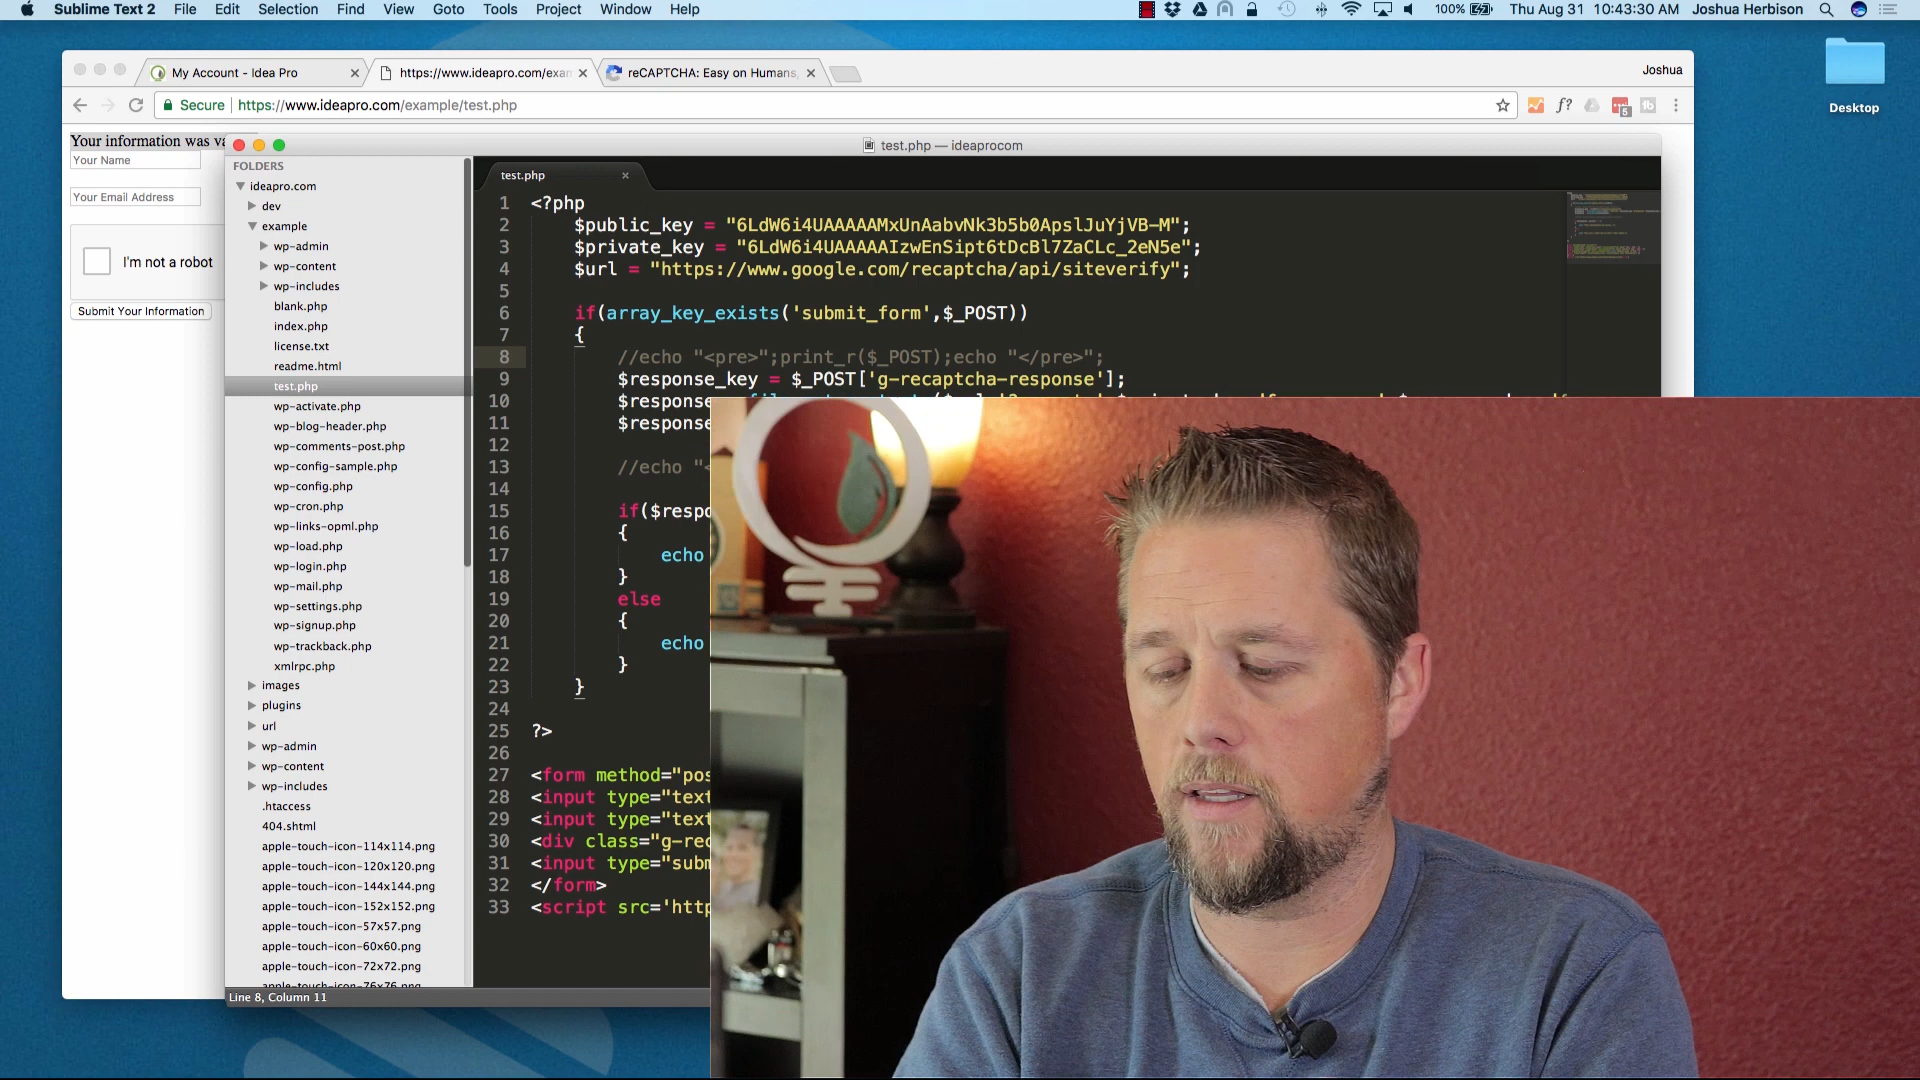 Sublime Text 2 File Edit Selection Find View Goto Tools Project Window Help 100% Thu Aug 31 10:43:30 AM Joshua Herbison
My Account - Idea Pro https://www.ideapro.com/exam reCAPTCHA: Easy on Humans, Joshua
Secure https://www.ideapro.com/example/test.php f? 5
Desktop
Your information was va
Your Name
Your Email Address
I'm not a robot
Submit Your Information
test.php — ideaprocom
FOLDERS
ideapro.com
dev
example
wp-admin
wp-content
wp-includes
blank.php
index.php
license.txt
readme.html
test.php
wp-activate.php
wp-blog-header.php
wp-comments-post.php
wp-config-sample.php
wp-config.php
wp-cron.php
wp-links-opml.php
wp-load.php
wp-login.php
wp-mail.php
wp-settings.php
wp-signup.php
wp-trackback.php
xmlrpc.php
images
plugins
url
wp-admin
wp-content
wp-includes
.htaccess
404.shtml
apple-touch-icon-114x114.png
apple-touch-icon-120x120.png
apple-touch-icon-144x144.png
apple-touch-icon-152x152.png
apple-touch-icon-57x57.png
apple-touch-icon-60x60.png
apple-touch-icon-72x72.png
apple-touch-icon-76x76.png
test.php
1 <?php
2 $public_key = "6LdW6i4UAAAAAMxUnAabvNk3b5b0ApslJuYjVB-M";
3 $private_key = "6LdW6i4UAAAAAIzwEnSipt6tDcBl7ZaCLc_2eN5e";
4 $url = "https://www.google.com/recaptcha/api/siteverify";
5
6 if(array_key_exists('submit_form',$_POST))
7 {
8 //echo "<pre>";print_r($_POST);echo "</pre>";
9 $response_key = $_POST['g-recaptcha-response'];
10 $response
11 $response
12
13 //echo "<
14
15 if($respo
16 {
17 echo
18 }
19 else
20 {
21 echo
22 }
23 }
24
25 ?>
26
27 <form method="pos
28 <input type="text
29 <input type="text
30 <div class="g-rec
31 <input type="subm
32 </form>
33 <script src='http
Line 8, Column 11